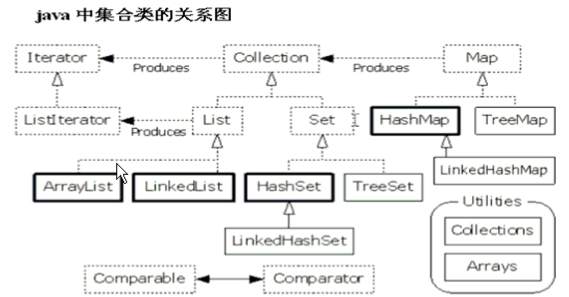 java 中集合类的关系图
Iterator
Produces
Collection
Produces
Map
ListIterator
Produces
List
Set
HashMap
TreeMap
ArrayList
LinkedList
HashSet
TreeSet
LinkedHashMap
LinkedHashSet
Utilities
Collections
Arrays
Comparable
Comparator